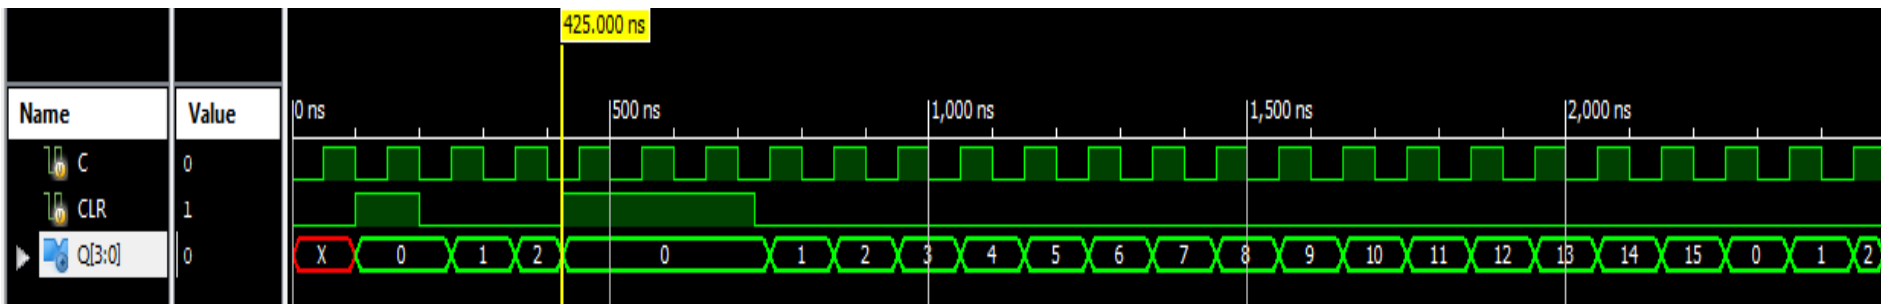 425.000 ns
Name Value 0 ns 500 ns 1,000 ns 1,500 ns 2,000 ns
C 0
CLR 1
Q[3:0] 0 X 0 1 2 0 1 2 3 4 5 6 7 8 9 10 11 12 13 14 15 0 1 2